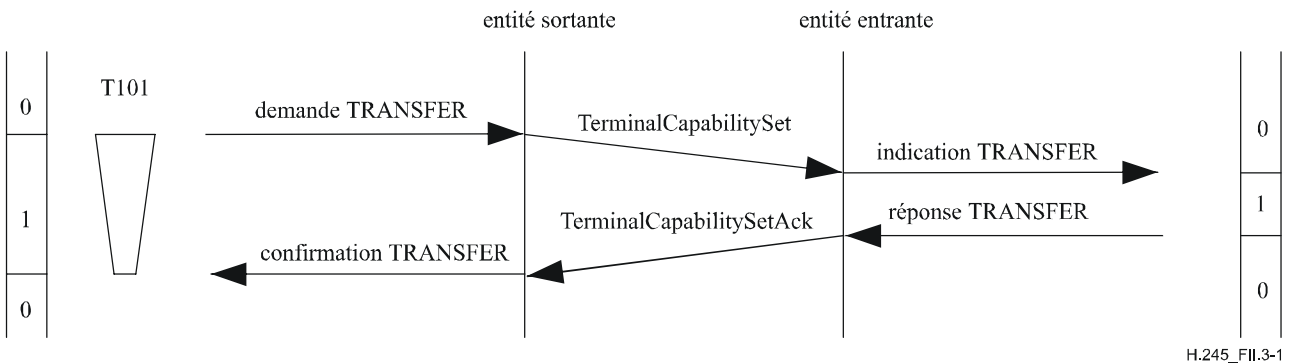 entité sortante
entité entrante
T101
0
demande TRANSFER
TerminalCapabilitySet
0
indication TRANSFER
1
TerminalCapabilitySetAck
réponse TRANSFER
1
confirmation TRANSFER
0
0
H.245_FII.3-1